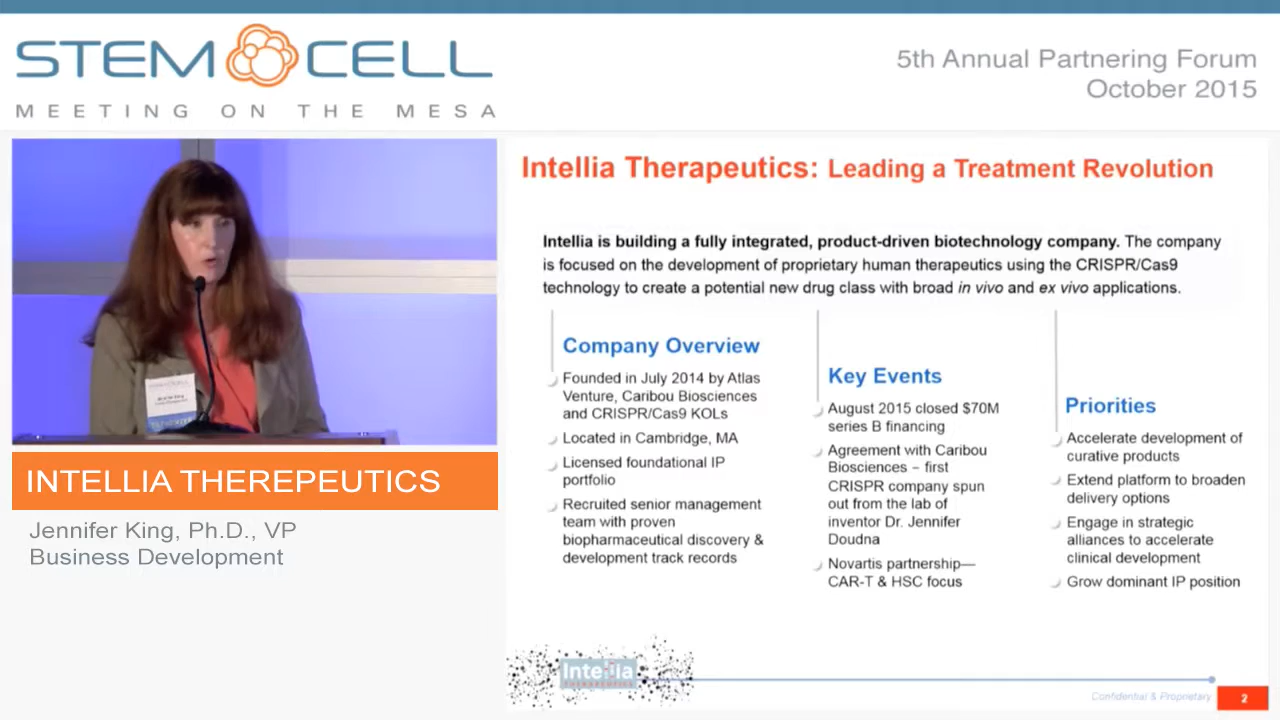 STEM CELL
MEETING ON THE MESA
5th Annual Partnering Forum
October 2015
INTELLIA THEREPEUTICS
Jennifer King, Ph.D., VP
Business Development
Intellia Therapeutics: Leading a Treatment Revolution
Intellia is building a fully integrated, product-driven biotechnology company. The company
is focused on the development of proprietary human therapeutics using the CRISPR/Cas9
technology to create a potential new drug class with broad in vivo and ex vivo applications.
Company Overview
Founded in July 2014 by Atlas
Venture, Caribou Biosciences
and CRISPR/Cas9 KOLs
Located in Cambridge, MA
Licensed foundational IP
portfolio
Recruited senior management
team with proven
biopharmaceutical discovery &
development track records
Key Events
August 2015 closed $70M
series B financing
Agreement with Caribou
Biosciences – first
CRISPR company spun
out from the lab of
inventor Dr. Jennifer
Doudna
Novartis partnership—
CAR-T & HSC focus
Priorities
Accelerate development of
curative products
Extend platform to broaden
delivery options
Engage in strategic
alliances to accelerate
clinical development
Grow dominant IP position
Intellia
THERAPEUTICS
Confidential & Proprietary
2